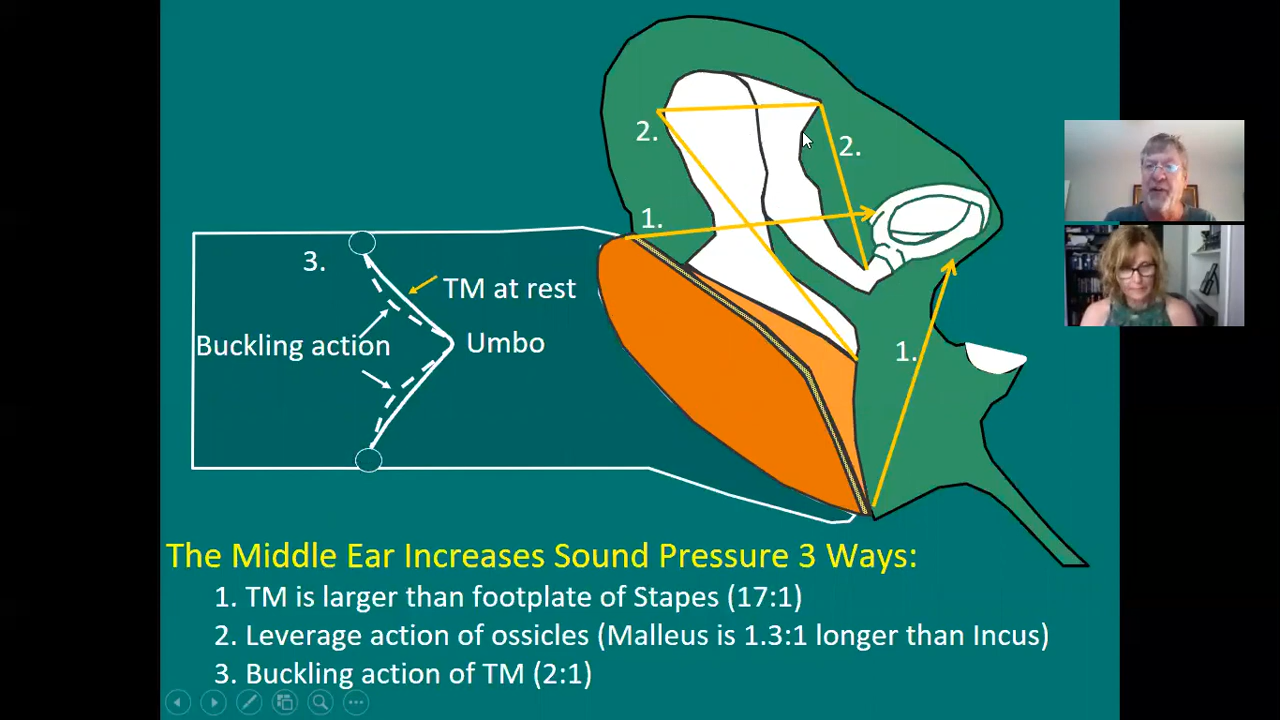 2.
2.
1.
3.
TM at rest
Buckling action
Umbo
1.
The Middle Ear Increases Sound Pressure 3 Ways:
1. TM is larger than footplate of Stapes (17:1)
2. Leverage action of ossicles (Malleus is 1.3:1 longer than Incus)
3. Buckling action of TM (2:1)